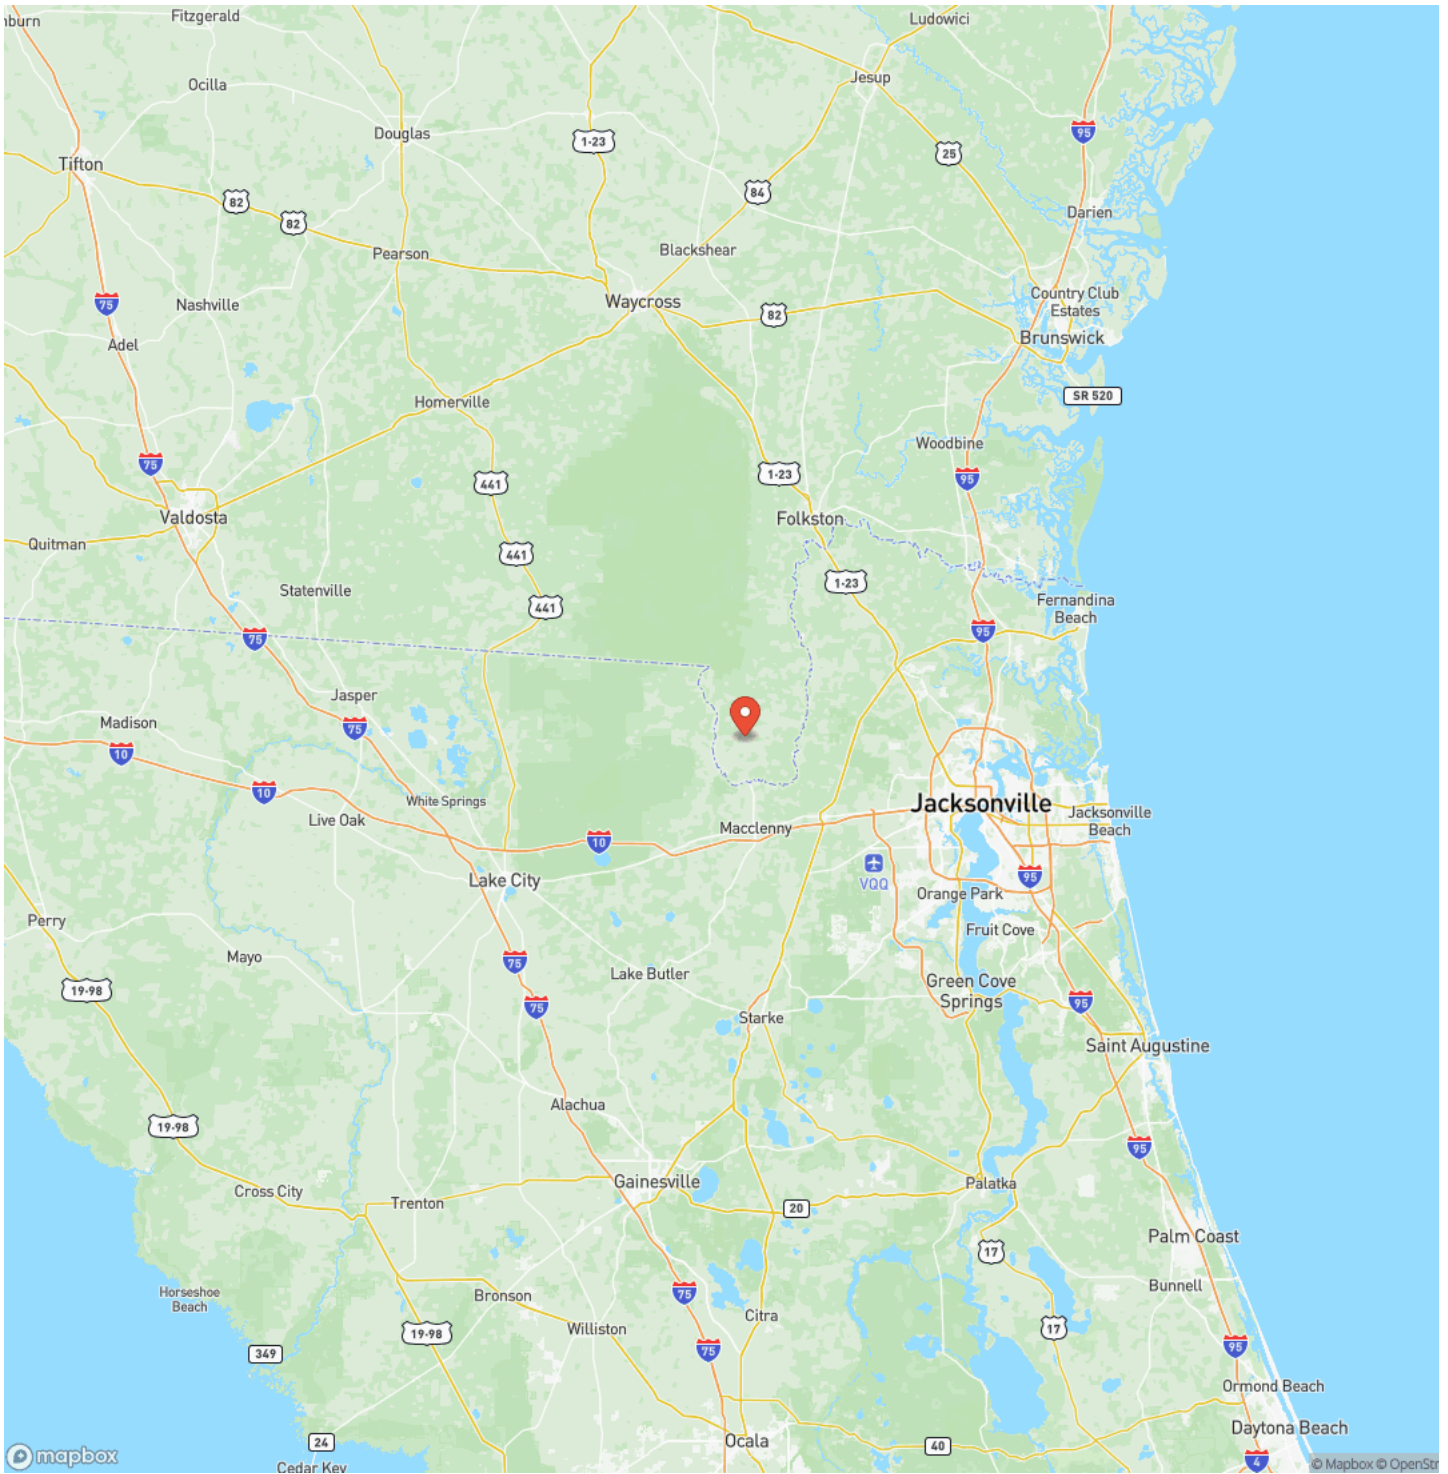 Fitzgerald
Ludowici
Ocilla
Jesup
Douglas
1-23
95
25
Tifton
82
84
82
Darien
Pearson
Blackshear
75
Nashville
Waycross
Country Club
Estates
82
Adel
Brunswick
SR 520
Homerville
Woodbine
75
441
1-23
95
Valdosta
Folkston
Quitman
441
1-23
Statenville
441
Fernandina
Beach
75
95
Jasper
Madison
75
10
10
White Springs
Jacksonville
Jacksonville
Beach
Live Oak
Macclenny
10
VQQ
95
Lake City
Orange Park
Perry
Fruit Cove
Mayo
75
Lake Butler
19-98
Green Cove
Springs
75
95
Starke
Saint Augustine
Alachua
19-98
95
Gainesville
Palatka
Cross City
Trenton
20
Palm Coast
17
Bunnell
Horseshoe
Beach
Bronson
75
Citra
19-98
Williston
17
349
75
95
Ormond Beach
Daytona Beach
24
Ocala
40
mapbox
Cedar Key
4
© Mapbox © OpenStr